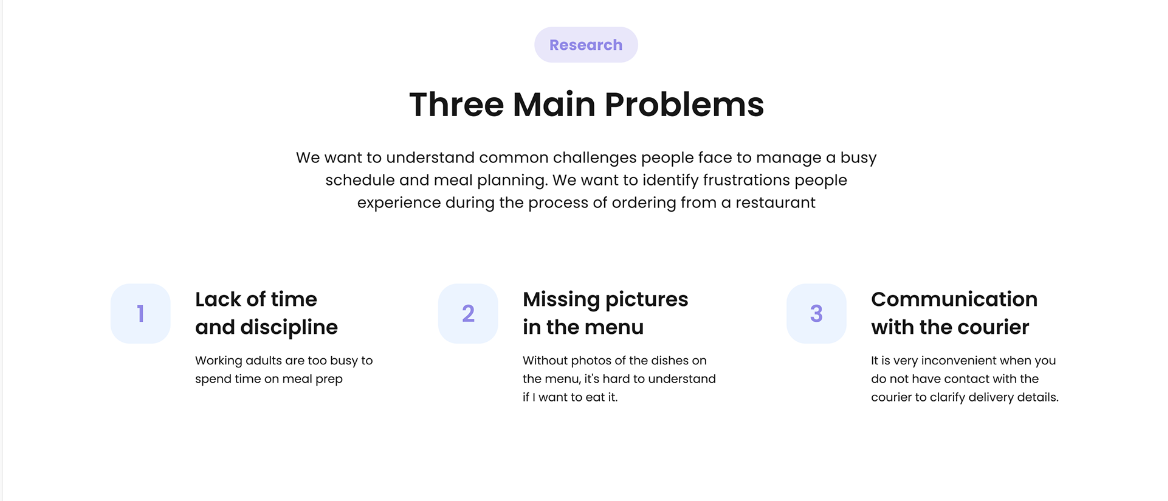 Research
Three Main Problems
We want to understand common challenges people face to manage a busy
schedule and meal planning. We want to identify frustrations people
experience during the process of ordering from a restaurant
1
Lack of time
and discipline
Working adults are too busy to
spend time on meal prep
2
Missing pictures
in the menu
Without photos of the dishes on
the menu, it's hard to understand
if I want to eat it.
3
Communication
with the courier
It is very inconvenient when you
do not have contact with the
courier to clarify delivery details.